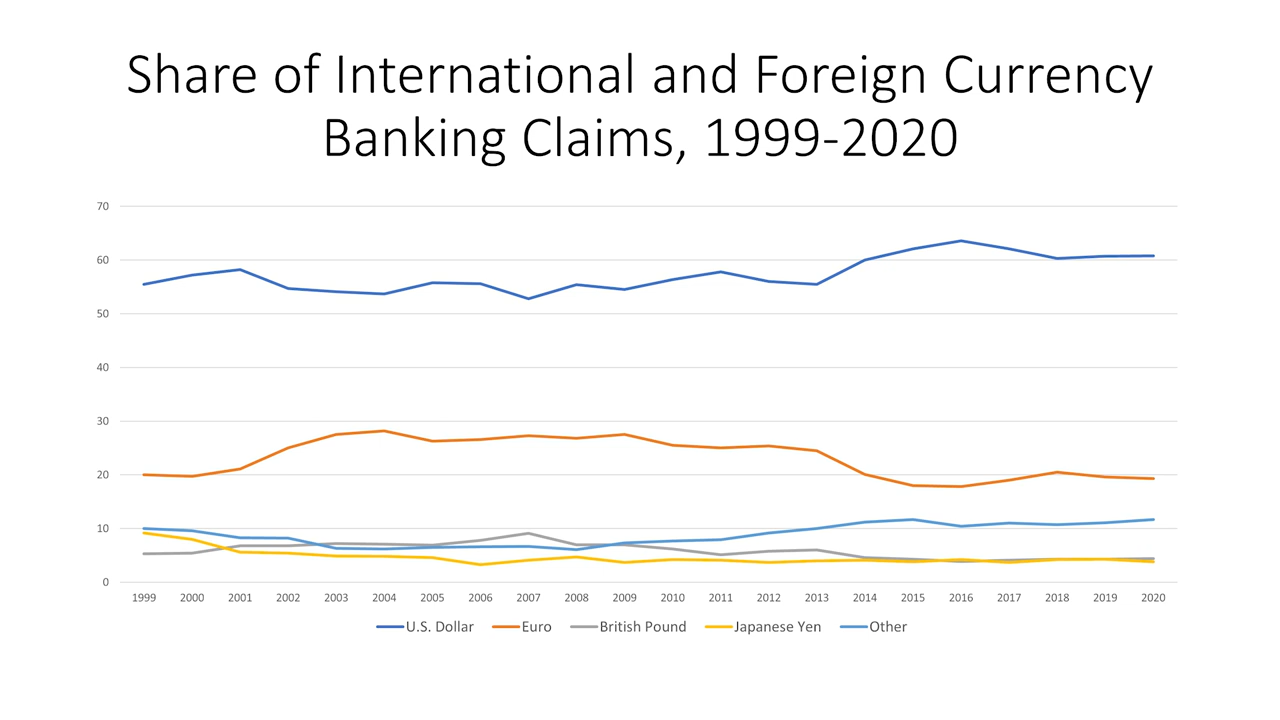 Share of International and Foreign Currency
Banking Claims, 1999-2020
70
60
50
40
30
20
10
0
1999 2000 2001 2002 2003 2004 2005 2006 2007 2008 2009 2010 2011 2012 2013 2014 2015 2016 2017 2018 2019 2020
U.S. Dollar Euro British Pound Japanese Yen Other